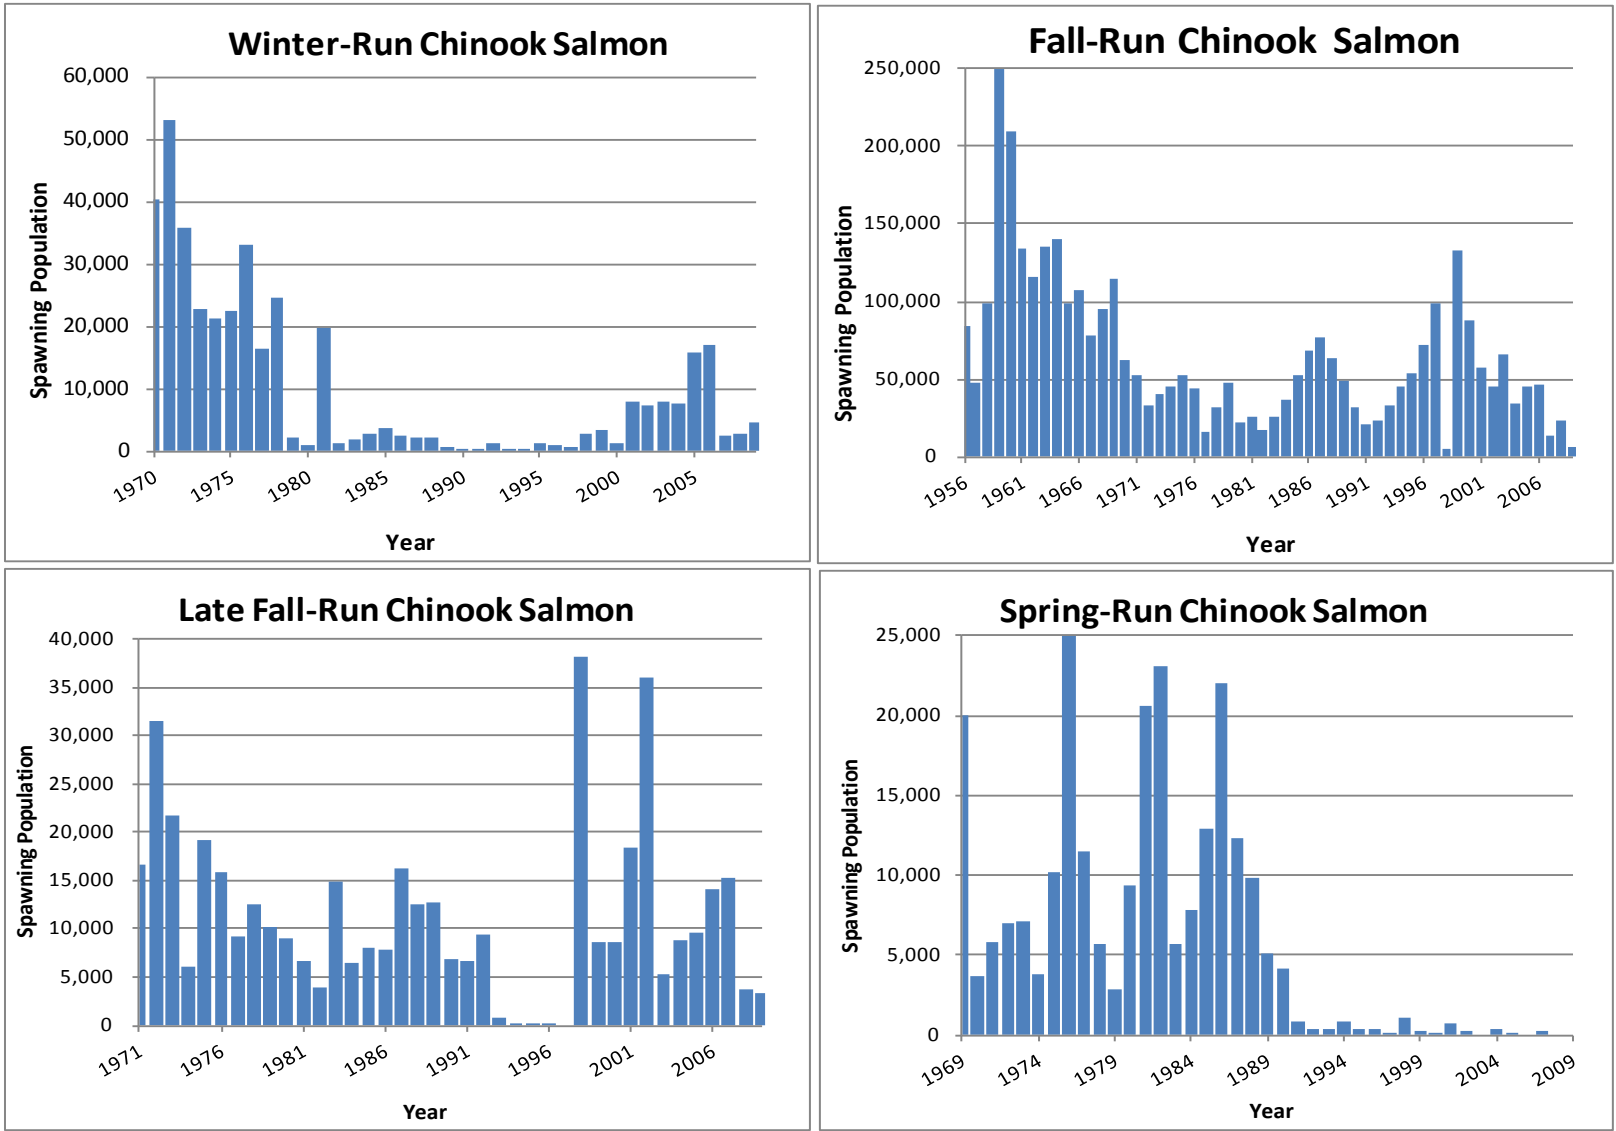 Winter-Run Chinook Salmon
60,000
50,000
40,000
30,000
20,000
10,000
0
Spawning Population
1970 1975 1980 1985 1990 1995 2000 2005
Year
Fall-Run Chinook Salmon
250,000
200,000
150,000
100,000
50,000
0
Spawning Population
1956 1961 1966 1971 1976 1981 1986 1991 1996 2001 2006
Year
Late Fall-Run Chinook Salmon
40,000
35,000
30,000
25,000
20,000
15,000
10,000
5,000
0
Spawning Population
1971 1976 1981 1986 1991 1996 2001 2006
Year
Spring-Run Chinook Salmon
25,000
20,000
15,000
10,000
5,000
0
Spawning Population
1969 1974 1979 1984 1989 1994 1999 2004 2009
Year